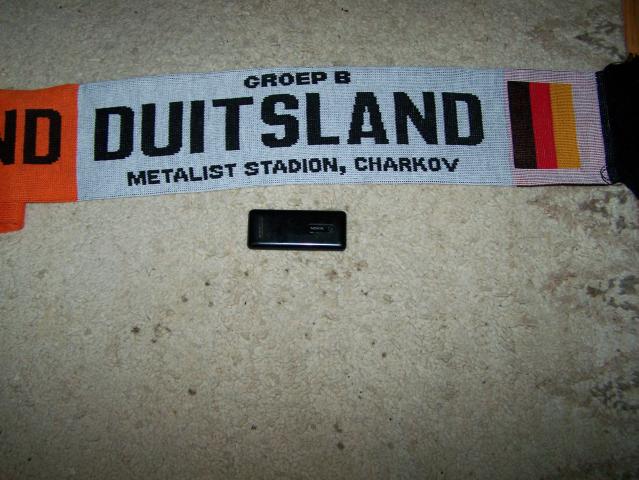 GROEP B
ND DUITSLAND
METALIST STADION, CHARKOV